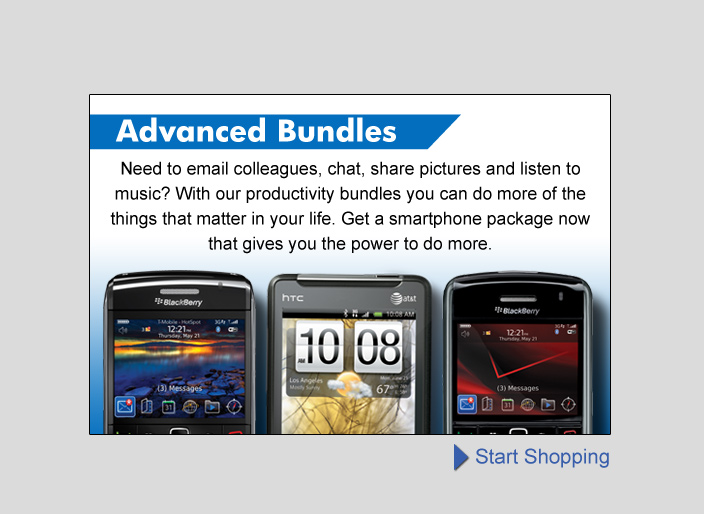 Advanced Bundles
Need to email colleagues, chat, share pictures and listen to
music? With our productivity bundles you can do more of the
things that matter in your life. Get a smartphone package now
that gives you the power to do more.
BlackBerry
T-Mobile - HotSpot
12:21
Thursday, May 21
(3) Messages
hTC
at&t
10:08 AM
AM
10 08
Los Angeles
Mostly Sunny
67°
BlackBerry
12:21
Thursday, May 21
(3) Messages
Start Shopping